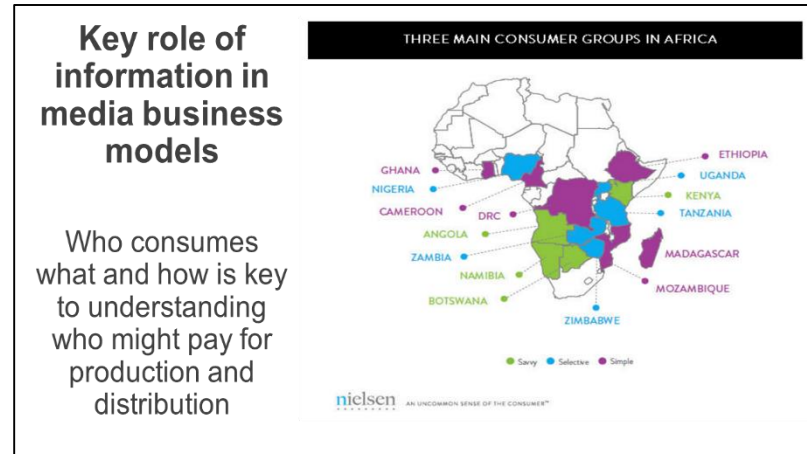 Key role of
information in
media business
models
Who consumes
what and how is key
to understanding
who might pay for
production and
distribution
THREE MAIN CONSUMER GROUPS IN AFRICA
GHANA
NIGERIA
CAMEROON
DRC
ANGOLA
ZAMBIA
NAMIBIA
BOTSWANA
ETHIOPIA
UGANDA
KENYA
TANZANIA
MADAGASCAR
MOZAMBIQUE
ZIMBABWE
Savvy Selective Simple
nielsen AN UNCOMMON SENSE OF THE CONSUMER™